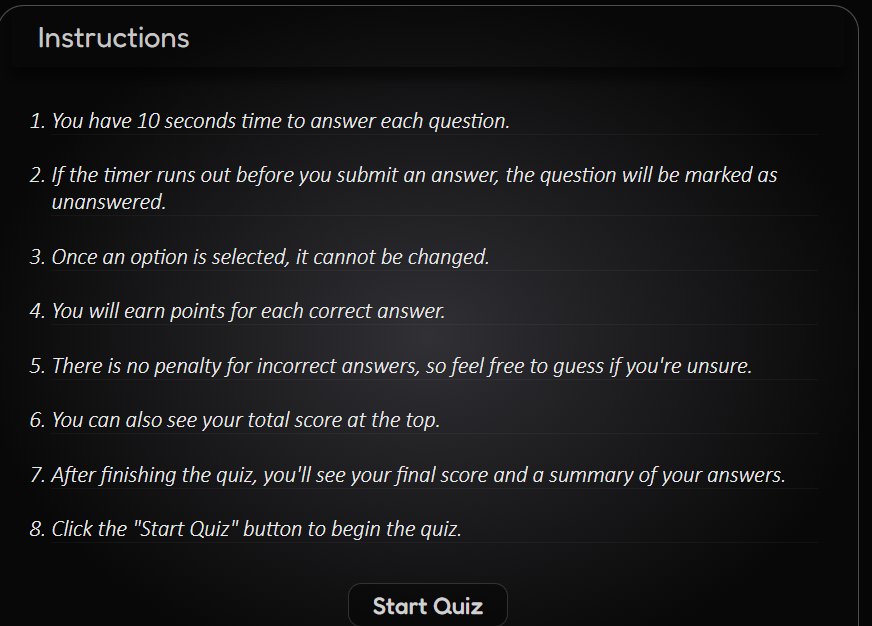 Instructions
1. You have 10 seconds time to answer each question.
2. If the timer runs out before you submit an answer, the question will be marked as
unanswered.
3. Once an option is selected, it cannot be changed.
4. You will earn points for each correct answer.
5. There is no penalty for incorrect answers, so feel free to guess if you're unsure.
6. You can also see your total score at the top.
7. After finishing the quiz, you'll see your final score and a summary of your answers.
8. Click the "Start Quiz" button to begin the quiz.
Start Quiz